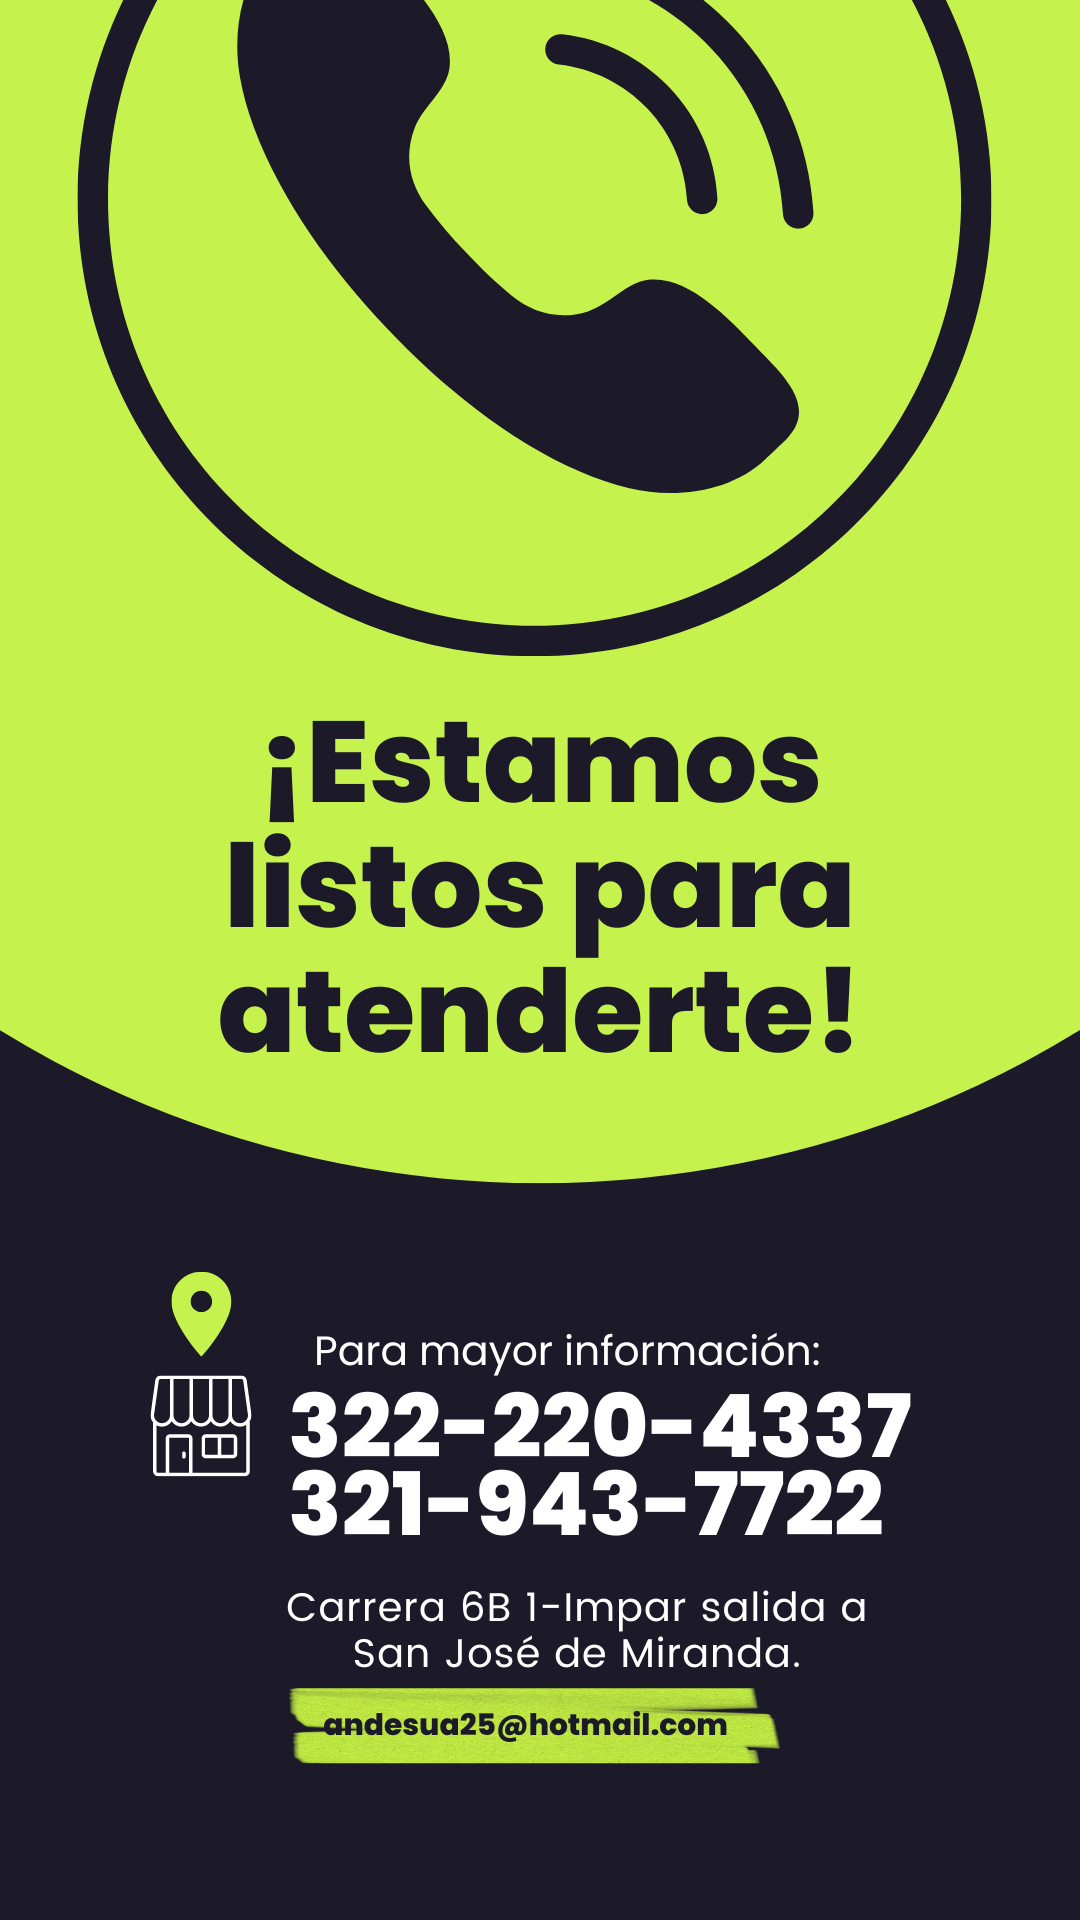 ¡Estamos
listos para
atenderte!
Para mayor información:
322-220-4337
321-943-7722
Carrera 6B 1-Impar salida a
San José de Miranda.
andesua25@hotmail.com